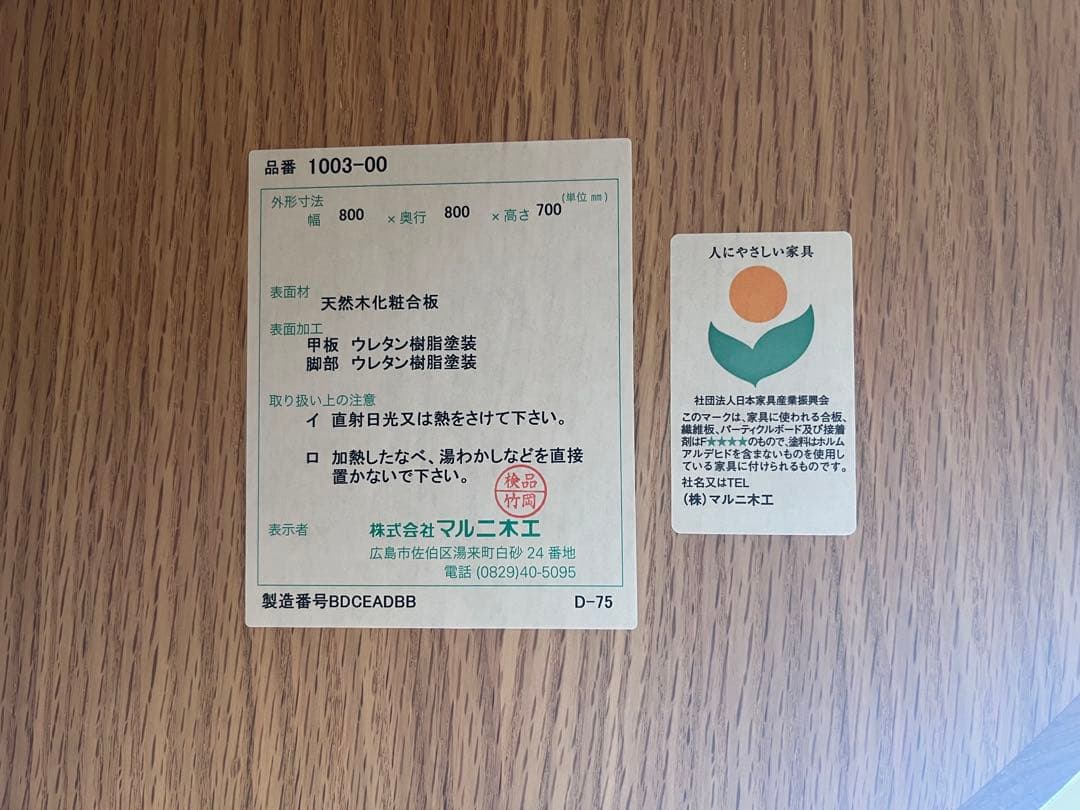 品番 1003-00
外形寸法
(単位 ㎜)
幅 800 ×奥行 800 ×高さ 700
表面材
天然木化粧合板
表面加工
甲板 ウレタン樹脂塗装
脚部 ウレタン樹脂塗装
取り扱い上の注意
イ 直射日光又は熱をさけて下さい。
ロ 加熱したなべ、湯わかしなどを直接
置かないで下さい。
検品
竹岡
表示者 株式会社 マルニ木工
広島市佐伯区湯来町白砂 24 番地
電話 (0829)40-5095
製造番号BDCEADBB D-75
人にやさしい家具
社団法人日本家具産業振興会
このマークは、家具に使われる合板、
繊維板、パーティクルボード及び接着
剤はF★★★★のもので、塗料はホルム
アルデヒドを含まないものを使用し
ている家具に付けられるものです。
社名又はTEL
(株)マルニ木工